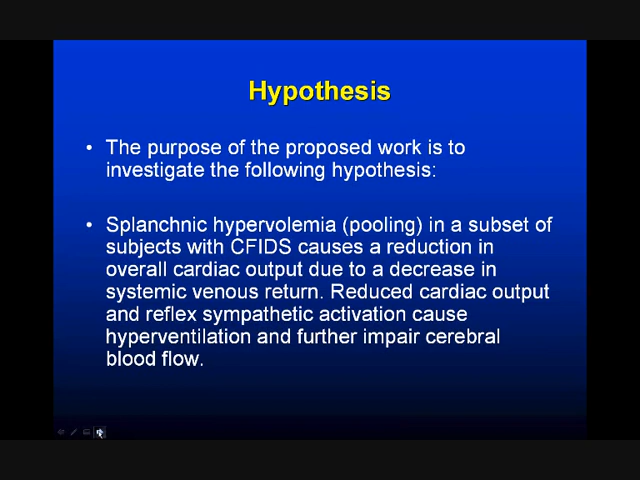 Hypothesis
• The purpose of the proposed work is to
investigate the following hypothesis:
• Splanchnic hypervolemia (pooling) in a subset of
subjects with CFIDS causes a reduction in
overall cardiac output due to a decrease in
systemic venous return. Reduced cardiac output
and reflex sympathetic activation cause
hyperventilation and further impair cerebral
blood flow.